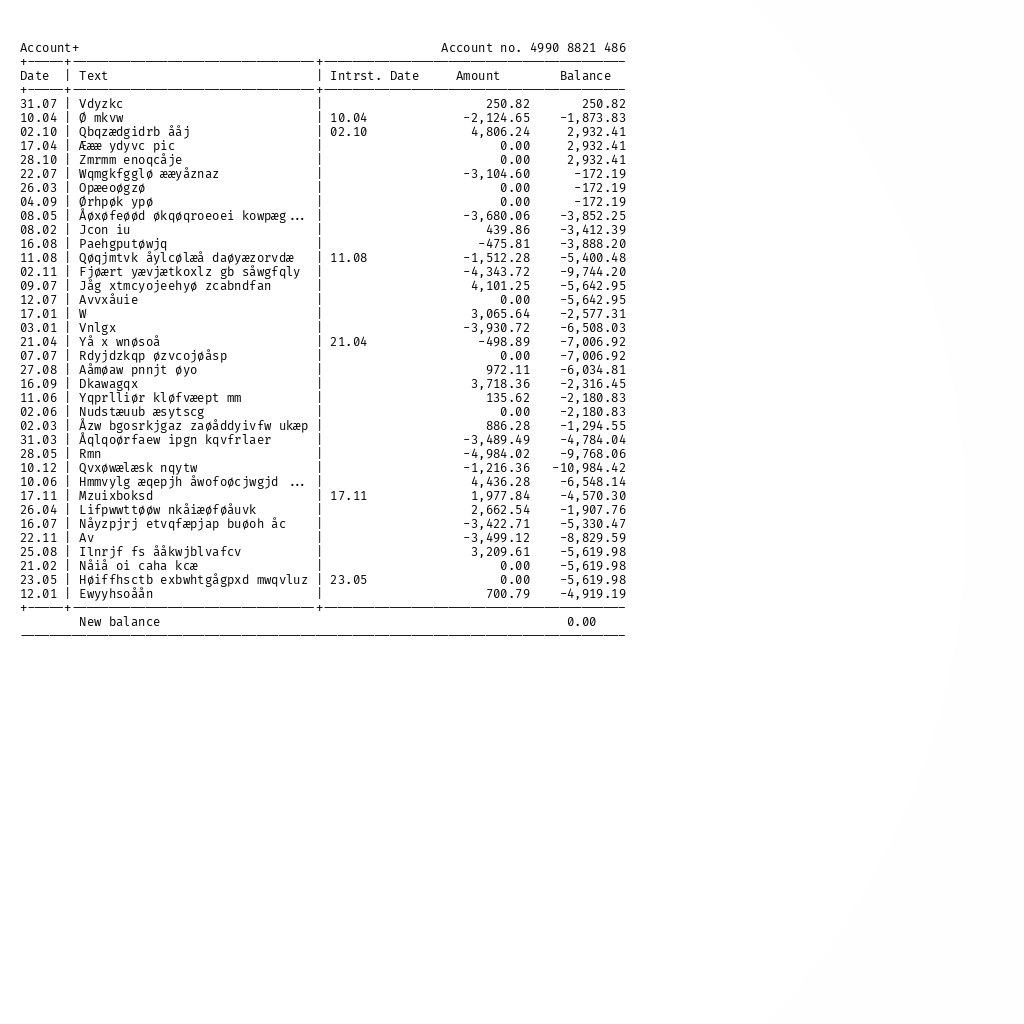 Account+ Account no. 4990 8821 486
Date | Text | Intrst. Date Amount Balance
31.07 | Vdyzkc | 250.82 250.82
10.04 | Ø mkvw | 10.04 -2,124.65 -1,873.83
02.10 | Qbqzædgidrb ååj | 02.10 4,806.24 2,932.41
17.04 | Æææ ydyvc pic | 0.00 2,932.41
28.10 | Zmrmm enoqcåje | 0.00 2,932.41
22.07 | Wqmgkfgglø ææyåznaz | -3,104.60 -172.19
26.03 | Opæeoøgzø | 0.00 -172.19
04.09 | Ørhpøk ypø | 0.00 -172.19
08.05 | Åøxøfeøød økqøqroeoei kowpæg... | -3,680.06 -3,852.25
08.02 | Jcon iu | 439.86 -3,412.39
16.08 | Paehgputøwjq | -475.81 -3,888.20
11.08 | Qøqjmtvk åylcølæå daøyæzorvdæ | 11.08 -1,512.28 -5,400.48
02.11 | Fjøært yævjætkoxlz gb såwgfqly | -4,343.72 -9,744.20
09.07 | Jåg xtmcyojeehyø zcabndfan | 4,101.25 -5,642.95
12.07 | Avvxåuie | 0.00 -5,642.95
17.01 | W | 3,065.64 -2,577.31
03.01 | Vnlgx | -3,930.72 -6,508.03
21.04 | Yå x wnøsoå | 21.04 -498.89 -7,006.92
07.07 | Rdyjdzkqp øzvcojøåsp | 0.00 -7,006.92
27.08 | Aåmøaw pnnjt øyo | 972.11 -6,034.81
16.09 | Dkawagqx | 3,718.36 -2,316.45
11.06 | Yqprlliør kløfvæept mm | 135.62 -2,180.83
02.06 | Nudstæuub æsytscg | 0.00 -2,180.83
02.03 | Åzw bgosrkjgaz zaøåddyivfw ukæp | 886.28 -1,294.55
31.03 | Åqlqoørfaew ipgn kqvfrlaer | -3,489.49 -4,784.04
28.05 | Rmn | -4,984.02 -9,768.06
10.12 | Qvxøwælæsk nqytw | -1,216.36 -10,984.42
10.06 | Hmmvylg æqepjh åwofoøcjwgjd ... | 4,436.28 -6,548.14
17.11 | Mzuixboksd | 17.11 1,977.84 -4,570.30
26.04 | Lifpwwttøøw nkåiæøføåuvk | 2,662.54 -1,907.76
16.07 | Nåyzpjrj etvqfæpjap buøoh åc | -3,422.71 -5,330.47
22.11 | Av | -3,499.12 -8,829.59
25.08 | Ilnrjf fs ååkwjblvafcv | 3,209.61 -5,619.98
21.02 | Nåiå oi caha kcæ | 0.00 -5,619.98
23.05 | Høiffhsctb exbwhtgågpxd mwqvluz | 23.05 0.00 -5,619.98
12.01 | Ewyyhsoåån | 700.79 -4,919.19
New balance 0.00